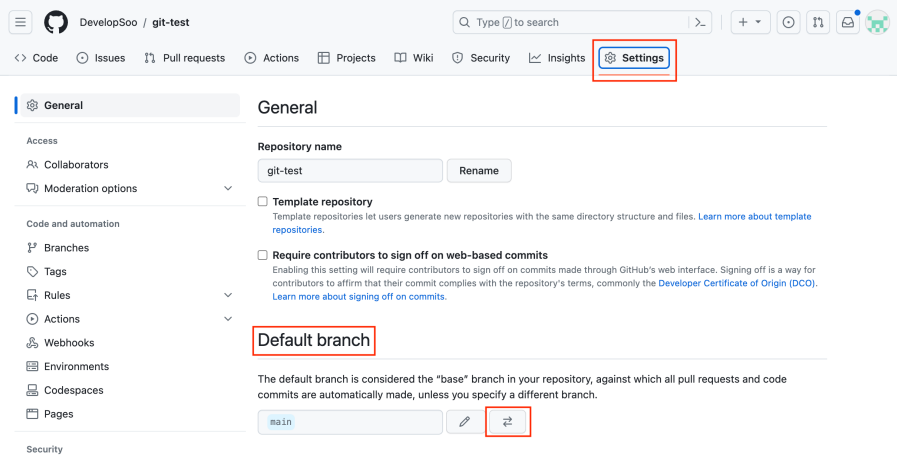 DevelopSoo / git-test
Type / to search
Code
Issues
Pull requests
Actions
Projects
Wiki
Security
Insights
Settings
General
Access
Collaborators
Moderation options
Code and automation
Branches
Tags
Rules
Actions
Webhooks
Environments
Codespaces
Pages
Security
General
Repository name
git-test
Rename
Template repository
Template repositories let users generate new repositories with the same directory structure and files. Learn more about template
repositories.
Require contributors to sign off on web-based commits
Enabling this setting will require contributors to sign off on commits made through GitHub's web interface. Signing off is a way for
contributors to affirm that their commit complies with the repository's terms, commonly the Developer Certificate of Origin (DCO).
Learn more about signing off on commits.
Default branch
The default branch is considered the “base” branch in your repository, against which all pull requests and code
commits are automatically made, unless you specify a different branch.
main